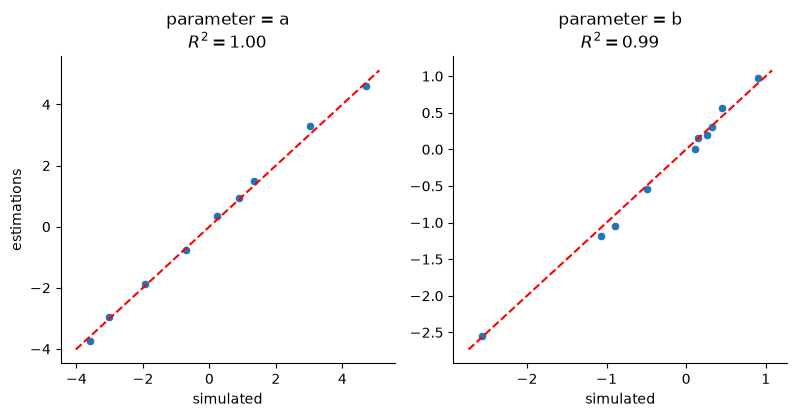 parameter = a
R² = 1.00
parameter = b
R² = 0.99
estimations
4
2
0
−2
−4
−4 −2 0 2 4
simulated
1.0
0.5
0.0
−0.5
−1.0
−1.5
−2.0
−2.5
−2 −1 0 1
simulated